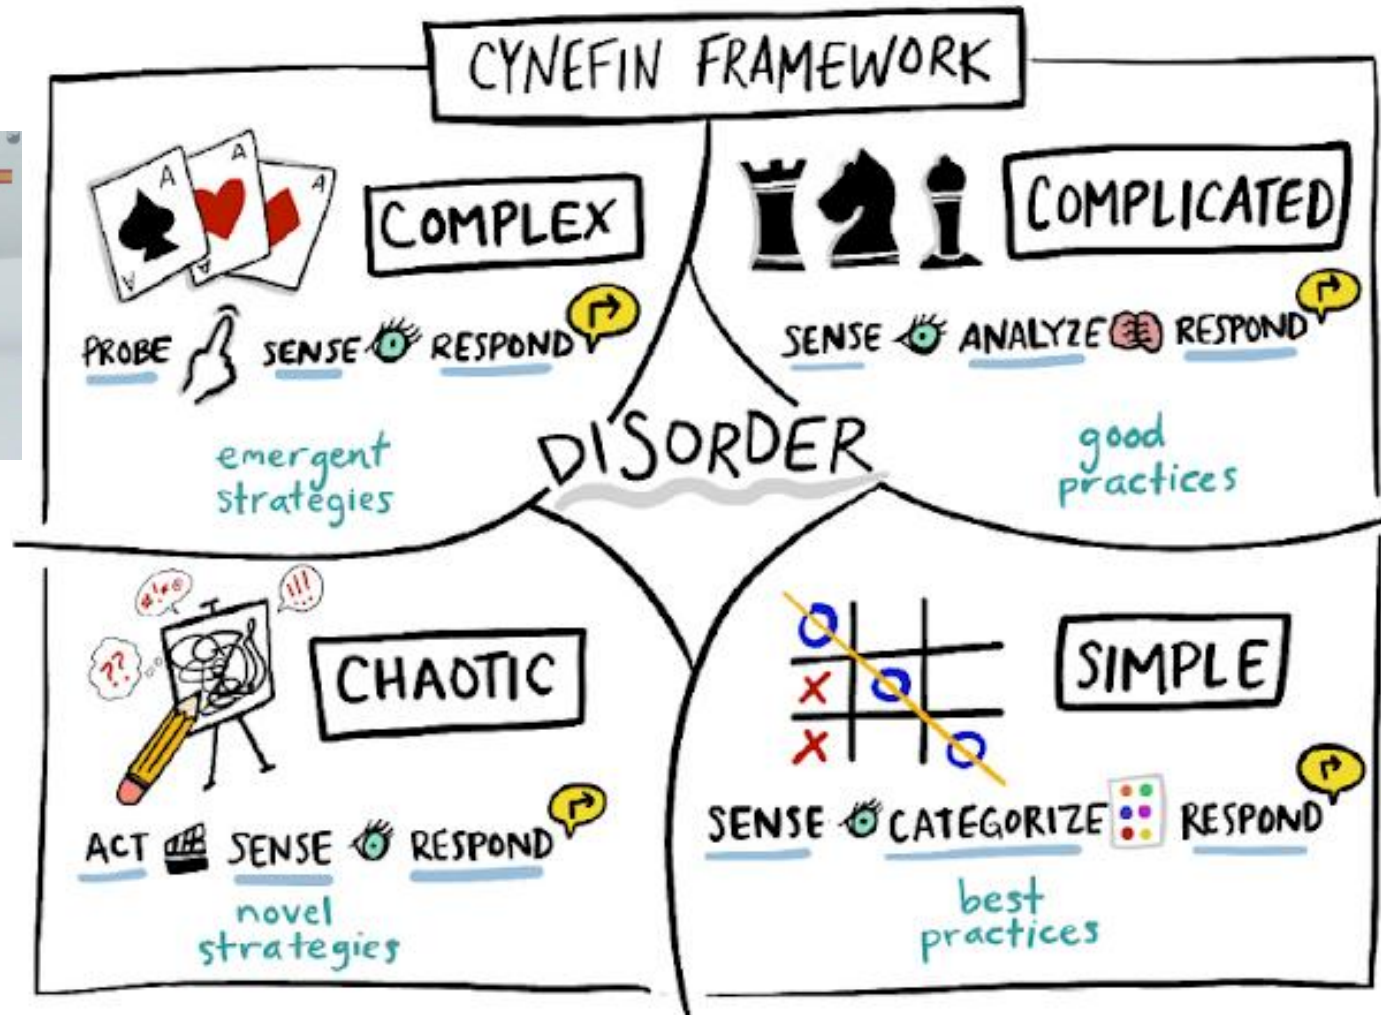 CYNEFIN FRAMEWORK
A
A
A
A
A
COMPLEX
PROBE SENSE RESPOND
emergent
strategies
COMPLICATED
SENSE ANALYZE RESPOND
good
practices
DISORDER
#!*@
!!!
??
CHAOTIC
ACT SENSE RESPOND
novel
strategies
O
X O
X O
SIMPLE
SENSE CATEGORIZE RESPOND
best
practices